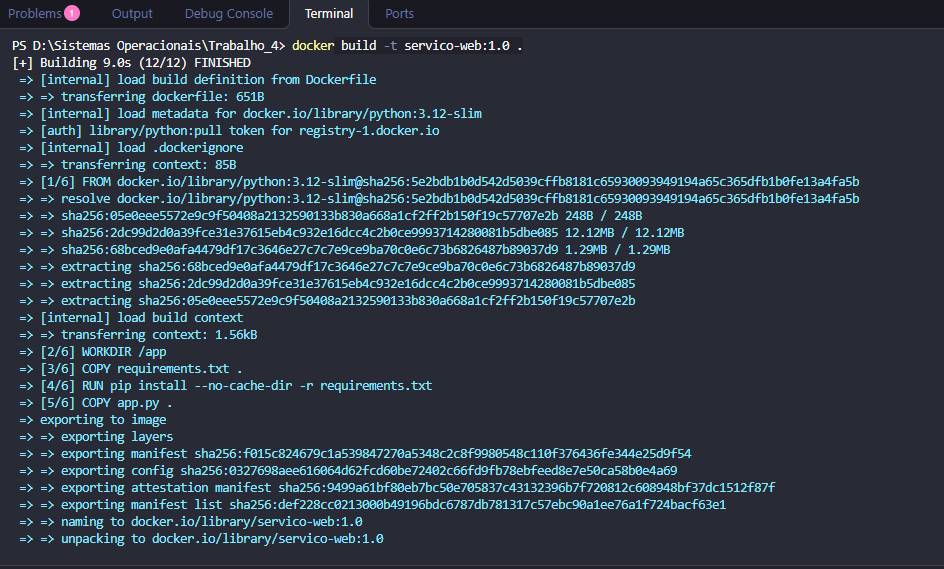 Problems 1 Output Debug Console Terminal Ports
PS D:\Sistemas Operacionais\Trabalho_4> docker build -t servico-web:1.0 .
[+] Building 9.0s (12/12) FINISHED
=> [internal] load build definition from Dockerfile
=> => transferring dockerfile: 651B
=> [internal] load metadata for docker.io/library/python:3.12-slim
=> [auth] library/python:pull token for registry-1.docker.io
=> [internal] load .dockerignore
=> => transferring context: 85B
=> [1/6] FROM docker.io/library/python:3.12-slim@sha256:5e2bdb1b0d542d5039cffb8181c65930093949194a65c365dfb1b0fe13a4fa5b
=> => resolve docker.io/library/python:3.12-slim@sha256:5e2bdb1b0d542d5039cffb8181c65930093949194a65c365dfb1b0fe13a4fa5b
=> => sha256:05e0eee5572e9c9f50408a2132590133b830a668a1cf2ff2b150f19c57707e2b 248B / 248B
=> => sha256:2dc99d2d0a39fce31e37615eb4c932e16dcc4c2b0ce9993714280081b5dbe085 12.12MB / 12.12MB
=> => sha256:68bced9e0afa4479df17c3646e27c7c7e9ce9ba70c0e6c73b6826487b89037d9 1.29MB / 1.29MB
=> => extracting sha256:68bced9e0afa4479df17c3646e27c7c7e9ce9ba70c0e6c73b6826487b89037d9
=> => extracting sha256:2dc99d2d0a39fce31e37615eb4c932e16dcc4c2b0ce9993714280081b5dbe085
=> => extracting sha256:05e0eee5572e9c9f50408a2132590133b830a668a1cf2ff2b150f19c57707e2b
=> [internal] load build context
=> => transferring context: 1.56kB
=> [2/6] WORKDIR /app
=> [3/6] COPY requirements.txt .
=> [4/6] RUN pip install --no-cache-dir -r requirements.txt
=> [5/6] COPY app.py .
=> exporting to image
=> => exporting layers
=> => exporting manifest sha256:f015c824679c1a539847270a5348c2c8f9980548c110f376436fe344e25d9f54
=> => exporting config sha256:0327698aee616064d62fcd60be72402c66fd9fb78ebfeed8e7e50ca58b0e4a69
=> => exporting attestation manifest sha256:9499a61bf80eb7bc50e705837c43132396b7f720812c608948bf37dc1512f87f
=> => exporting manifest list sha256:def228cc0213000b49196bdc6787db781317c57ebc90a1ee76a1f724bacf63e1
=> => naming to docker.io/library/servico-web:1.0
=> => unpacking to docker.io/library/servico-web:1.0